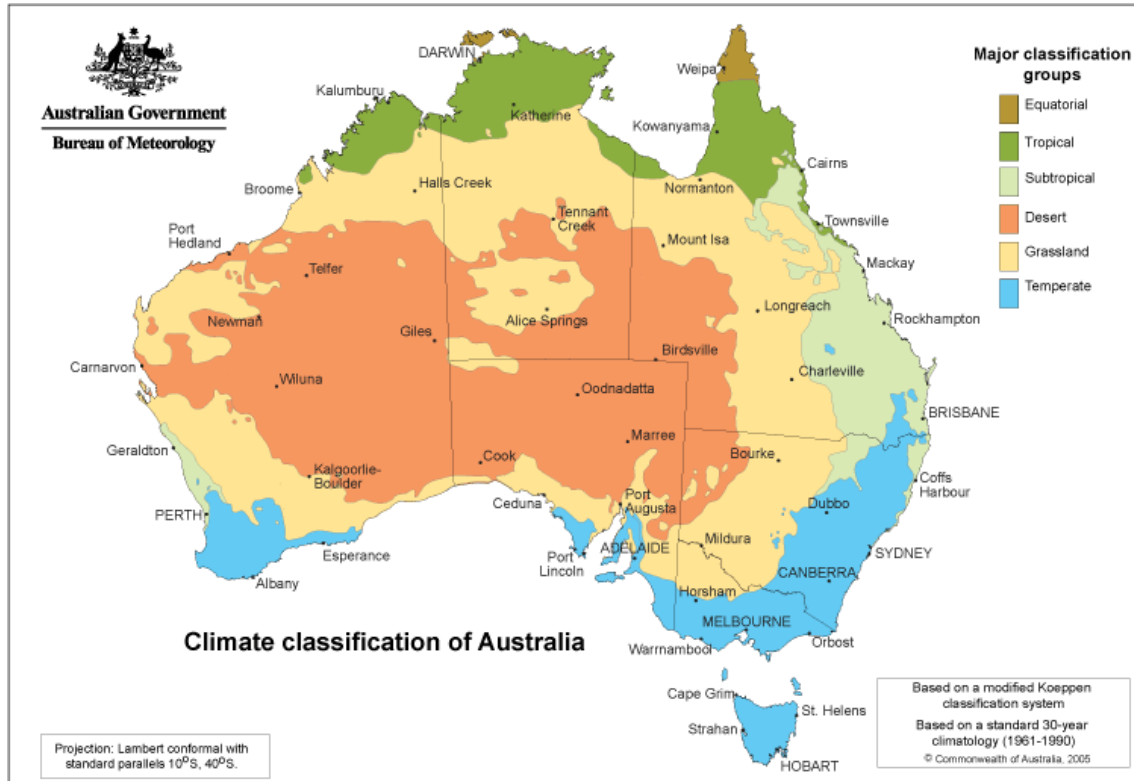 Australian Government
Bureau of Meteorology
Major classification
groups
Equatorial
Tropical
Subtropical
Desert
Grassland
Temperate
DARWIN
Weipa
Kalumburu
Katherine
Kowanyama
Cairns
Broome
Halls Creek
Normanton
Tennant
Creek
Townsville
Port
Hedland
Mount Isa
Mackay
Telfer
Longreach
Newman
Alice Springs
Rockhampton
Giles
Birdsville
Carnarvon
Wiluna
Oodnadatta
Charleville
BRISBANE
Geraldton
Marree
Bourke
Cook
Kalgoorlie-
Boulder
Coffs
Harbour
Ceduna
Port
Augusta
Dubbo
PERTH
Mildura
SYDNEY
Esperance
ADELAIDE
Port
Lincoln
CANBERRA
Albany
Horsham
MELBOURNE
Climate classification of Australia
Warrnambool
Orbost
Cape Grim
St. Helens
Strahan
HOBART
Based on a modified Koeppen
classification system
Based on a standard 30-year
climatology (1961-1990)
© Commonwealth of Australia, 2005
Projection: Lambert conformal with
standard parallels 10°S, 40°S.